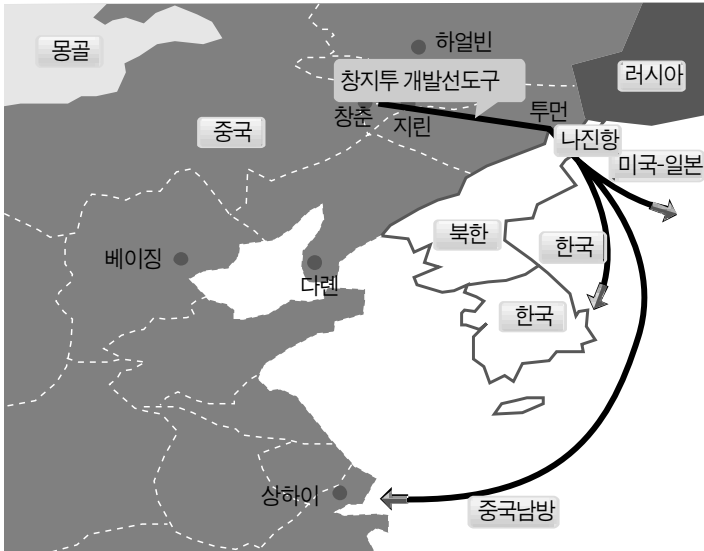 몽골
하얼빈
러시아
창지투 개발선도구
창춘
지린
투먼
중국
나진항
미국-일본
북한
한국
베이징
다롄
한국
상하이
중국남방